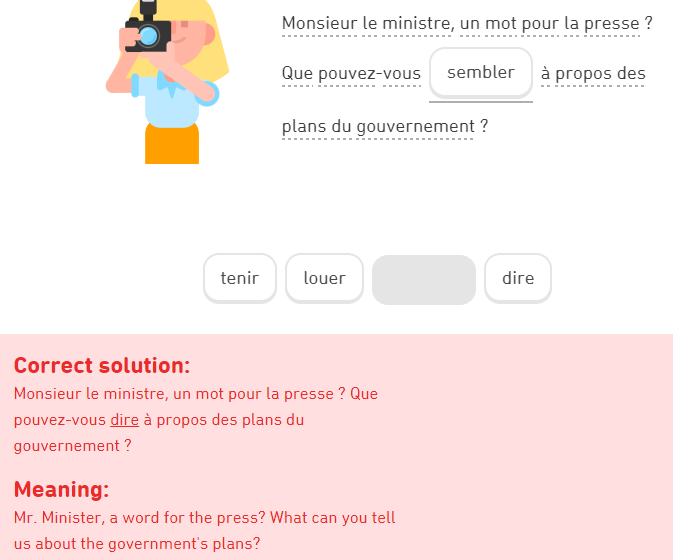 Monsieur le ministre, un mot pour la presse ?
Que pouvez-vous sembler à propos des
plans du gouvernement ?
tenir louer dire
Correct solution:
Monsieur le ministre, un mot pour la presse ? Que
pouvez-vous dire à propos des plans du
gouvernement ?
Meaning:
Mr. Minister, a word for the press? What can you tell
us about the government's plans?